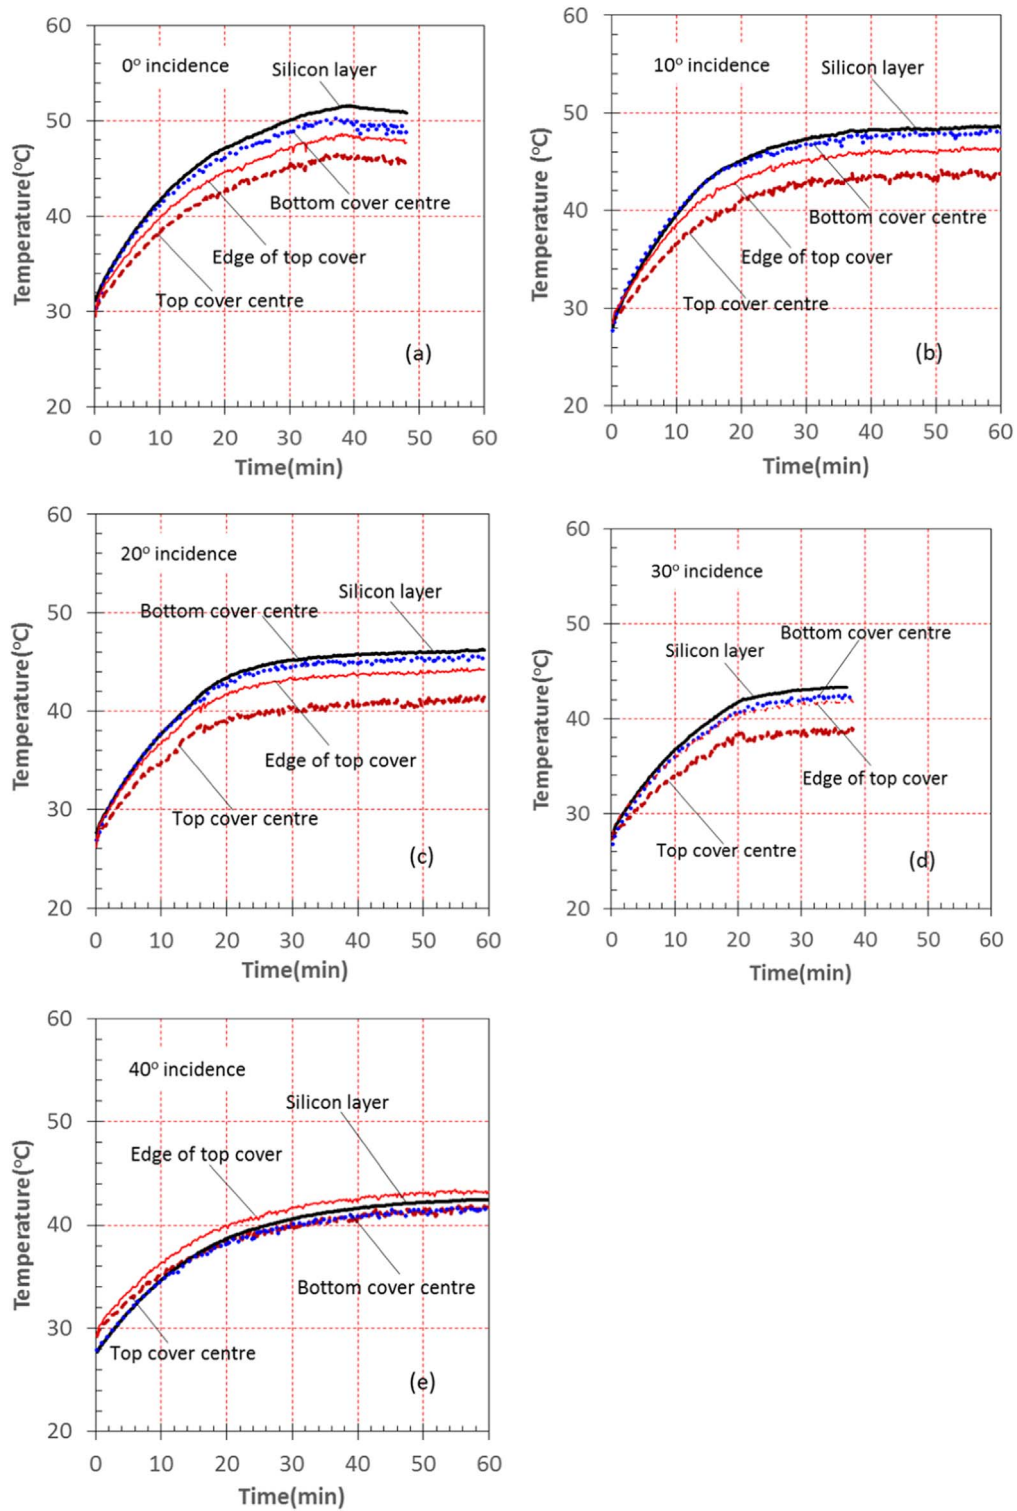 60
50
40
30
20
Temperature(°C)
0° incidence
Silicon layer
Bottom cover centre
Edge of top cover
Top cover centre
(a)
0 10 20 30 40 50 60
Time(min)
60
50
40
30
20
Temperature (°C)
10° incidence
Silicon layer
Bottom cover centre
Edge of top cover
Top cover centre
(b)
0 10 20 30 40 50 60
Time(min)
60
50
40
30
20
Temperature(°C)
20° incidence
Silicon layer
Bottom cover centre
Edge of top cover
Top cover centre
(c)
0 10 20 30 40 50 60
Time(min)
60
50
40
30
20
Temperature(°C)
30° incidence
Bottom cover centre
Silicon layer
Edge of top cover
Top cover centre
(d)
0 10 20 30 40 50 60
Time(min)
60
50
40
30
20
Temperature(°C)
40° incidence
Silicon layer
Edge of top cover
Bottom cover centre
Top cover centre
(e)
0 10 20 30 40 50 60
Time(min)